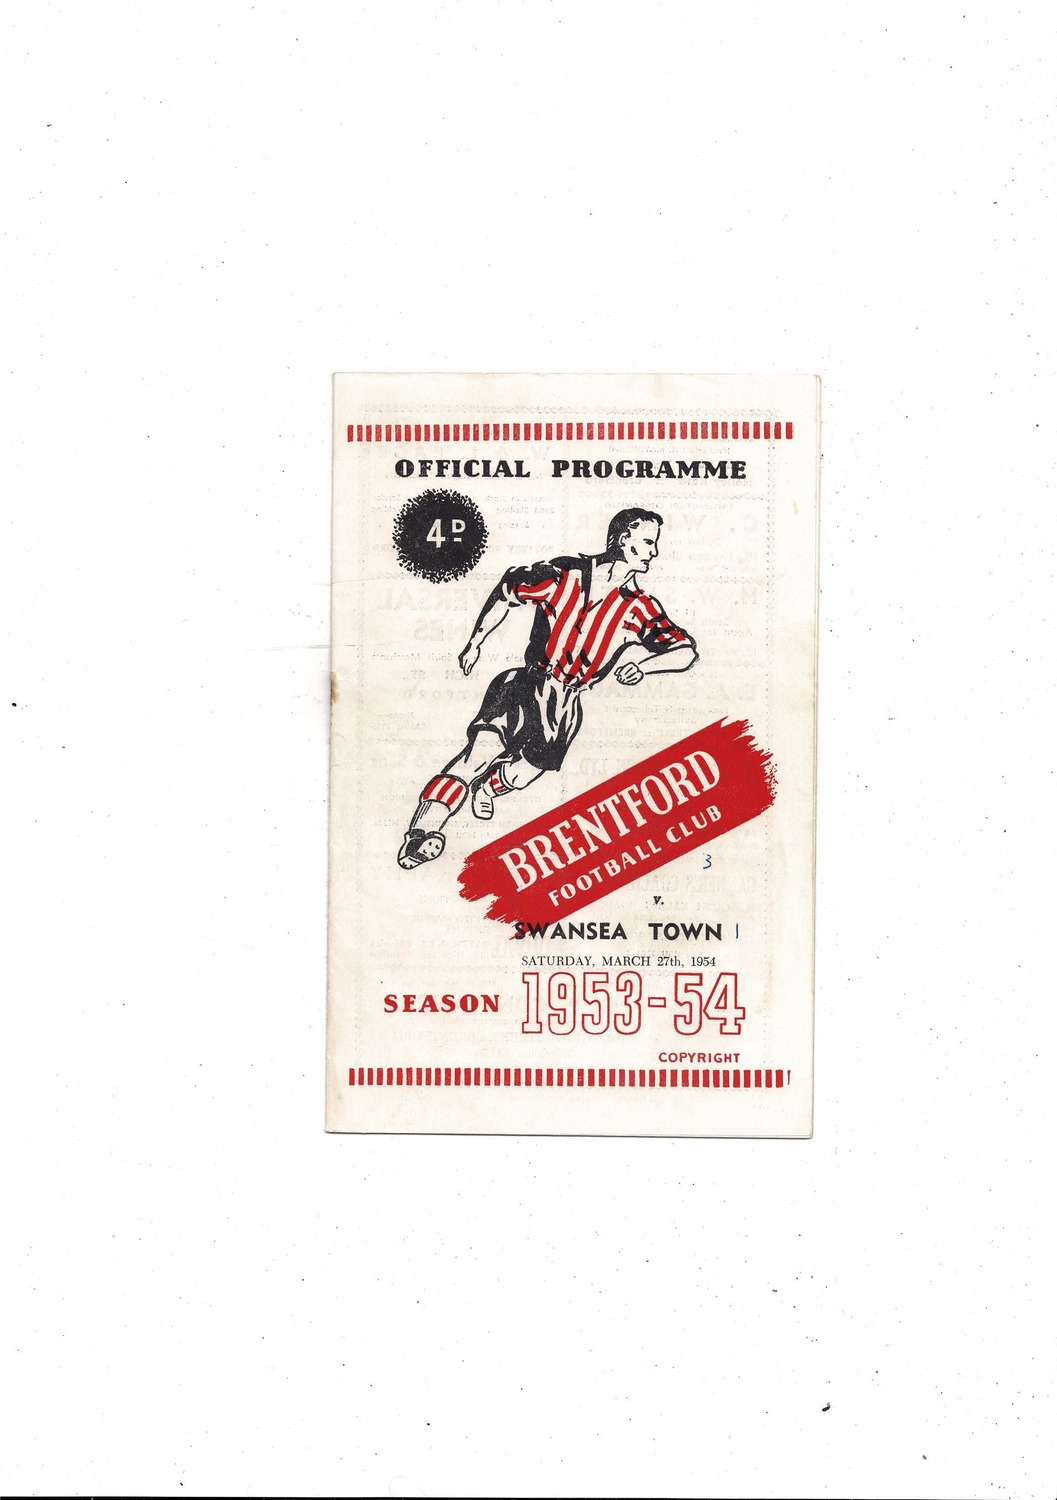 OFFICIAL PROGRAMME
4D
BRENTFORD
FOOTBALL CLUB
3
v.
SWANSEA TOWN 1
SATURDAY, MARCH 27th, 1954
SEASON 1953-54
COPYRIGHT